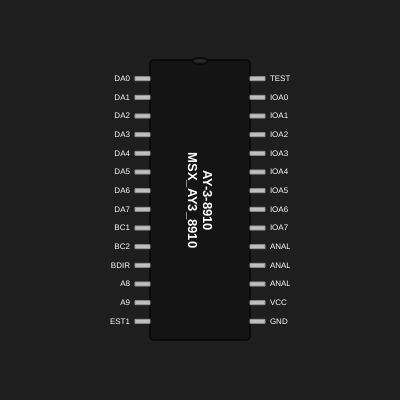 DA0
DA1
DA2
DA3
DA4
DA5
DA6
DA7
BC1
BC2
BDIR
A8
A9
EST1
AY-3-8910
MSX_AY3_8910
TEST
IOA0
IOA1
IOA2
IOA3
IOA4
IOA5
IOA6
IOA7
ANAL
ANAL
ANAL
VCC
GND